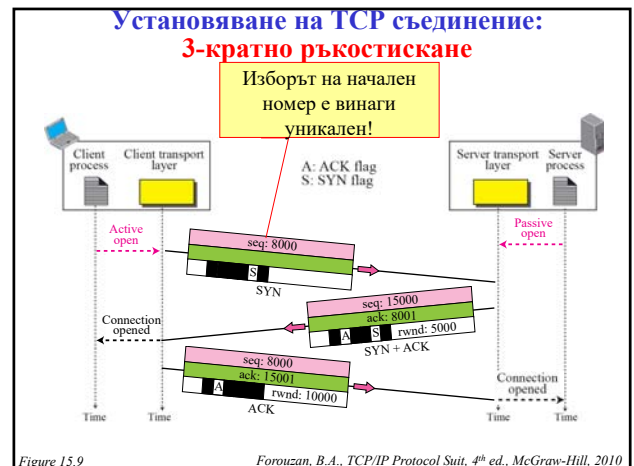 Установяване на TCP съединение:
3-кратно ръкостискане
Изборът на начален
номер е винаги
уникален!
Client
process
Client transport
layer
A: ACK flag
S: SYN flag
Server transport
layer
Server
process
Active
open
Passive
open
seq: 8000
S
SYN
seq: 15000
ack: 8001
A S rwnd: 5000
SYN + ACK
Connection
opened
seq: 8000
ack: 15001
A rwnd: 10000
ACK
Connection
opened
Time Time Time Time
Figure 15.9 Forouzan, B.A., TCP/IP Protocol Suit, 4th ed., McGraw-Hill, 2010